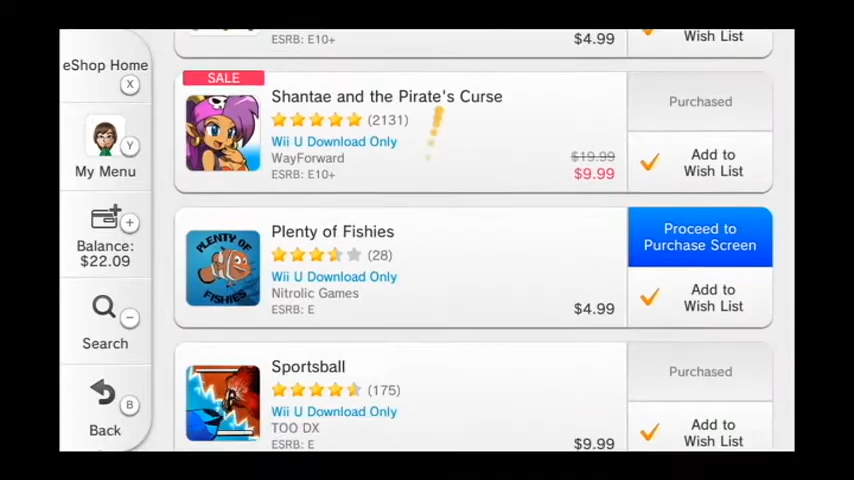 ESRB: E10+
$4.99
Wish List
eShop Home
X
Y
My Menu
+
Balance:
$22.09
−
Search
B
Back
SALE
Shantae and the Pirate's Curse
(2131)
Wii U Download Only
WayForward
ESRB: E10+
$19.99
$9.99
Purchased
Add to
Wish List
PLENTY OF
FISHIES
Plenty of Fishies
(28)
Wii U Download Only
Nitrolic Games
ESRB: E
$4.99
Proceed to
Purchase Screen
Add to
Wish List
Sportsball
(175)
Wii U Download Only
TOO DX
ESRB: E
$9.99
Purchased
Add to
Wish List